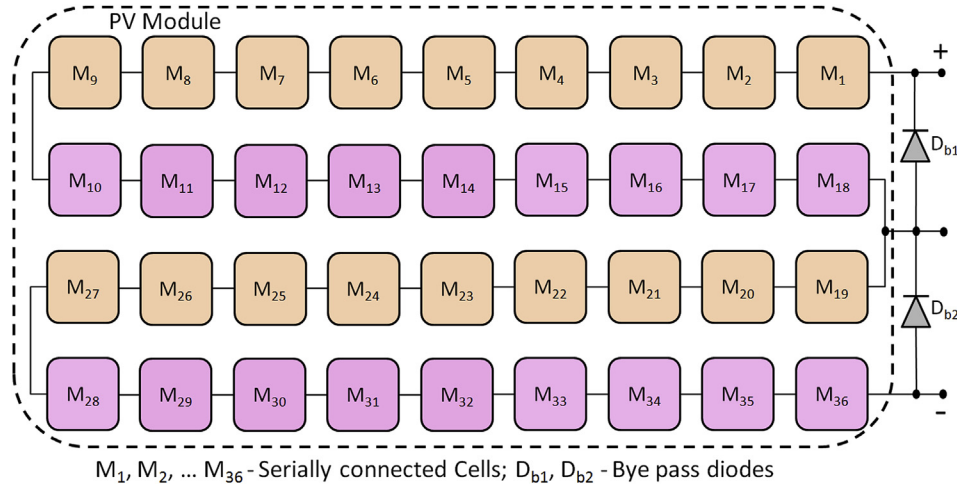 PV Module
+
M9 M8 M7 M6 M5 M4 M3 M2 M1
Db1
M10 M11 M12 M13 M14 M15 M16 M17 M18
M27 M26 M25 M24 M23 M22 M21 M20 M19
Db2
M28 M29 M30 M31 M32 M33 M34 M35 M36
-
M1, M2, ... M36 - Serially connected Cells; Db1, Db2 - Bye pass diodes